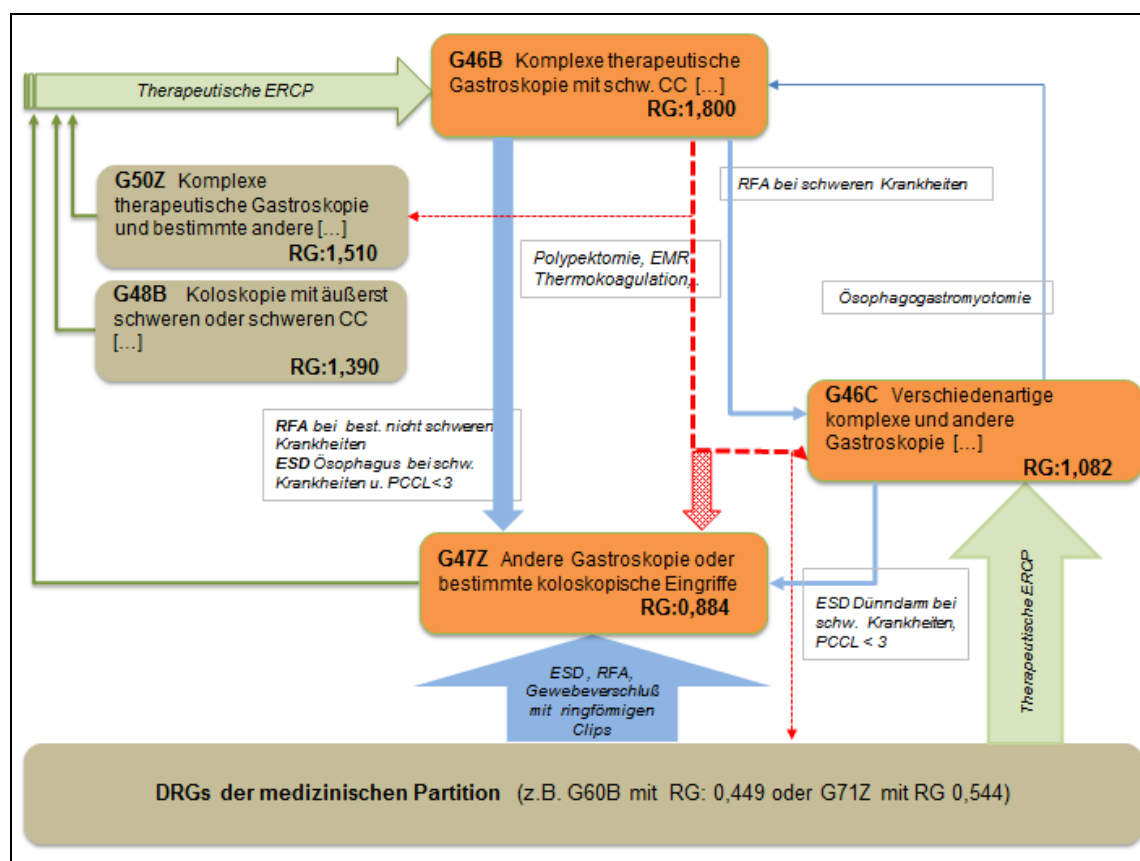 G46B Komplexe therapeutische
Gastroskopie mit schw. CC [...]
RG:1,800
Therapeutische ERCP
G50Z Komplexe
therapeutische Gastroskopie
und bestimmte andere [...]
RG:1,510
RFA bei schweren Krankheiten
Polypektomie, EMR
Thermokoagulation,.
G48B Koloskopie mit äußerst
schweren oder schweren CC
[...]
RG:1,390
Ösophagogastromyotomie
G46C Verschiedenartige
komplexe und andere
Gastroskopie [...]
RG:1,082
RFA bei best. nicht schweren
Krankheiten
ESD Ösophagus bei schw.
Krankheiten u. PCCL<3
G47Z Andere Gastroskopie oder
bestimmte koloskopische Eingriffe
RG:0,884
ESD Dünndarm bei
schw. Krankheiten,
PCCL < 3
Therapeutische ERCP
ESD, RFA,
Gewebeverschluß
mit ringförmigen
Clips
DRGs der medizinischen Partition (z.B. G60B mit RG: 0,449 oder G71Z mit RG 0,544)